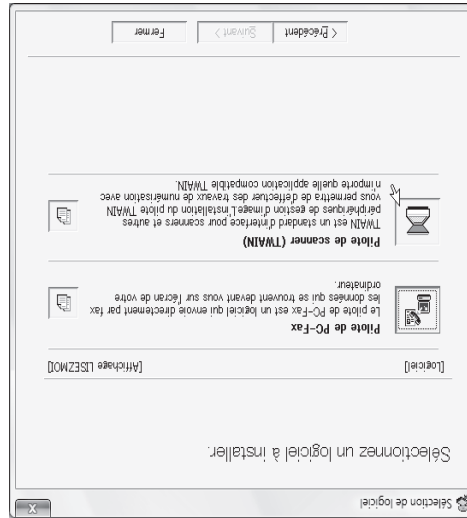 Sélection de logiciel
X
Sélectionnez un logiciel à installer.
[Logiciel]
[Affichage LISEZMOI]
Pilote de PC-Fax
Le pilote de PC-Fax est un logiciel qui envoie directement par fax
les données qui se trouvent devant vous sur l'écran de votre
ordinateur.
Pilote de scanner (TWAIN)
TWAIN est un standard d'interface pour scanners et autres
périphériques de gestion d'image.L'installation du pilote TWAIN
vous permettra de deffectuer des travaux de numérisation avec
n'importe quelle application compatible TWAIN.
< Précédent
Suivant >
Fermer